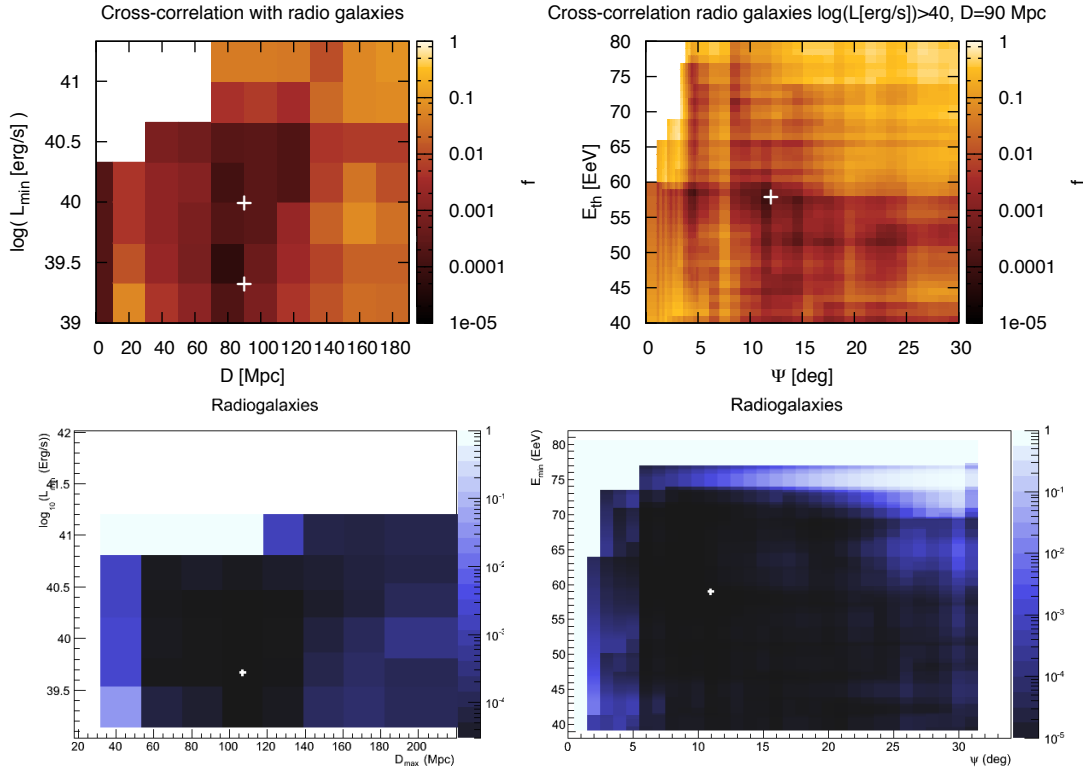 Cross-correlation with radio galaxies
log( L_min [erg/s])
41
40.5
40
39.5
39
0 20 40 60 80 100 120 140 160 180
D [Mpc]
1
0.1
0.01
0.001
0.0001
1e-05
f
Cross-correlation radio galaxies log(L[erg/s])>40, D=90 Mpc
E_th [EeV]
80
75
70
65
60
55
50
45
40
0 5 10 15 20 25 30
Ψ [deg]
1
0.1
0.01
0.001
0.0001
1e-05
f
Radiogalaxies
log_10 (L (Erg/s))
42
41.5
41
40.5
40
39.5
20 40 60 80 100 120 140 160 180 200
D_max (Mpc)
1
10^-1
10^-2
10^-3
10^-4
Radiogalaxies
E_min (EeV)
80
75
70
65
60
55
50
45
40
0 5 10 15 20 25 30
ψ (deg)
1
10^-1
10^-2
10^-3
10^-4
10^-5